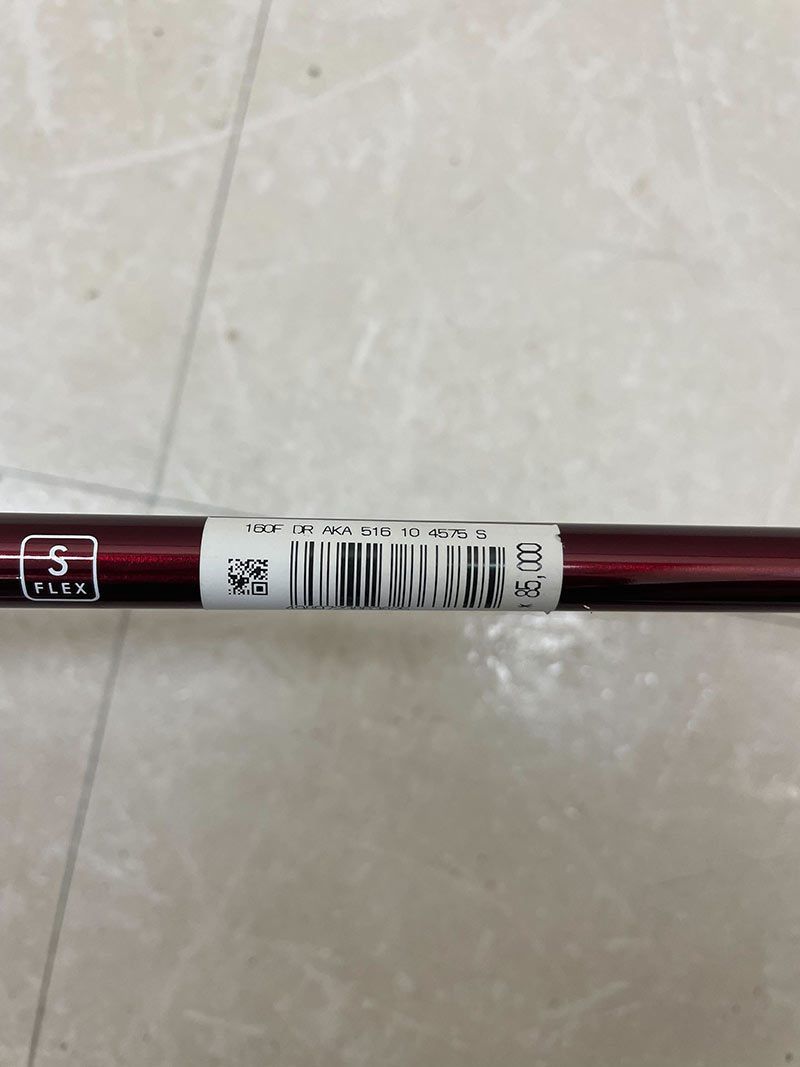 S
FLEX
160F DR AKA 516 10 4575 S
* 85,000